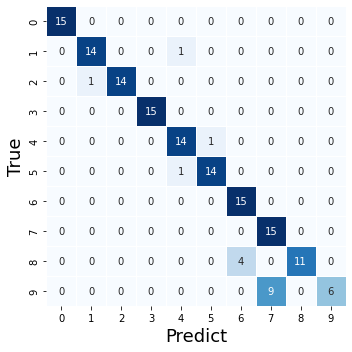 0 15 0 0 0 0 0 0 0 0 0
1 0 14 0 0 1 0 0 0 0 0
2 0 1 14 0 0 0 0 0 0 0
3 0 0 0 15 0 0 0 0 0 0
4 0 0 0 0 14 1 0 0 0 0
5 0 0 0 0 1 14 0 0 0 0
6 0 0 0 0 0 0 15 0 0 0
7 0 0 0 0 0 0 0 15 0 0
8 0 0 0 0 0 0 4 0 11 0
9 0 0 0 0 0 0 0 9 0 6
0 1 2 3 4 5 6 7 8 9
True
Predict